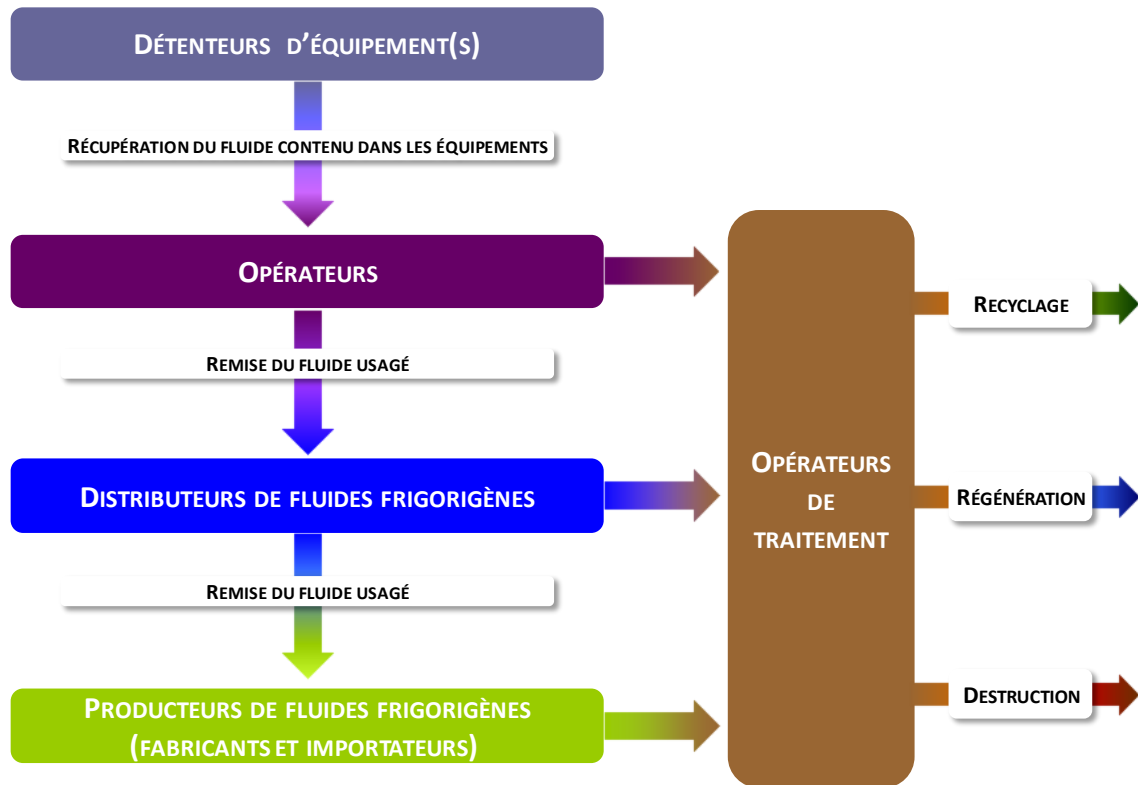 DÉTENTEURS D'ÉQUIPEMENT(S)
RÉCUPÉRATION DU FLUIDE CONTENU DANS LES ÉQUIPEMENTS
OPÉRATEURS
REMISE DU FLUIDE USAGÉ
DISTRIBUTEURS DE FLUIDES FRIGORIGÈNES
REMISE DU FLUIDE USAGÉ
PRODUCTEURS DE FLUIDES FRIGORIGÈNES
(FABRICANTS ET IMPORTATEURS)
OPÉRATEURS
DE
TRAITEMENT
RECYCLAGE
RÉGÉNÉRATION
DESTRUCTION